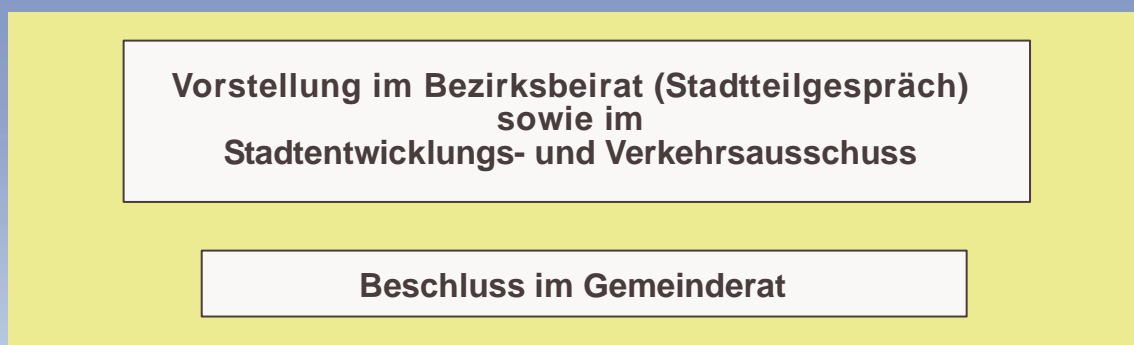 Vorstellung im Bezirksbeirat (Stadtteilgespräch)
sowie im
Stadtentwicklungs- und Verkehrsausschuss
Beschluss im Gemeinderat